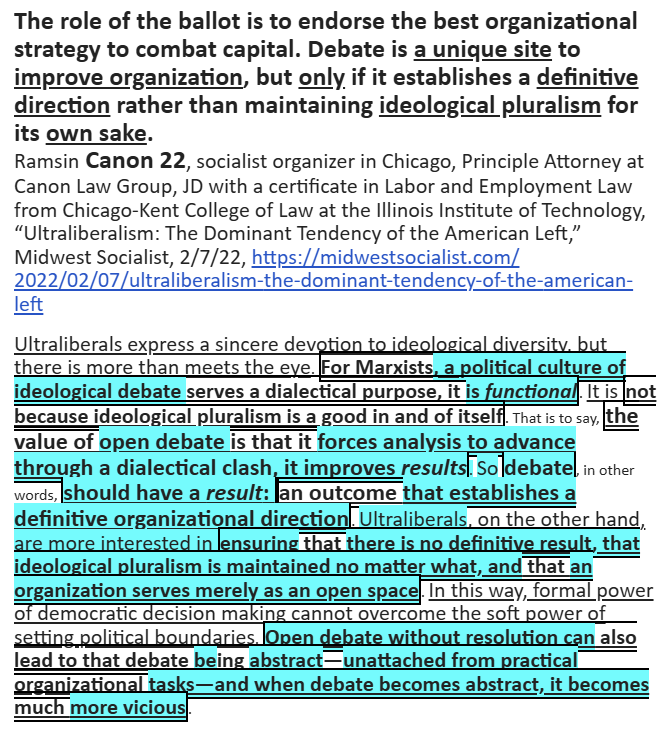 The role of the ballot is to endorse the best organizational
strategy to combat capital. Debate is a unique site to
improve organization, but only if it establishes a definitive
direction rather than maintaining ideological pluralism for
its own sake.
Ramsin Canon 22, socialist organizer in Chicago, Principle Attorney at
Canon Law Group, JD with a certificate in Labor and Employment Law
from Chicago-Kent College of Law at the Illinois Institute of Technology,
“Ultraliberalism: The Dominant Tendency of the American Left,”
Midwest Socialist, 2/7/22, https://midwestsocialist.com/
2022/02/07/ultraliberalism-the-dominant-tendency-of-the-american-
left
Ultraliberals express a sincere devotion to ideological diversity, but
there is more than meets the eye. For Marxists, a political culture of
ideological debate serves a dialectical purpose, it is functional. It is not
because ideological pluralism is a good in and of itself. That is to say, the
value of open debate is that it forces analysis to advance
through a dialectical clash, it improves results. So debate, in other
words, should have a result: an outcome that establishes a
definitive organizational direction. Ultraliberals, on the other hand,
are more interested in ensuring that there is no definitive result, that
ideological pluralism is maintained no matter what, and that an
organization serves merely as an open space. In this way, formal power
of democratic decision making cannot overcome the soft power of
setting political boundaries. Open debate without resolution can also
lead to that debate being abstract—unattached from practical
organizational tasks—and when debate becomes abstract, it becomes
much more vicious.